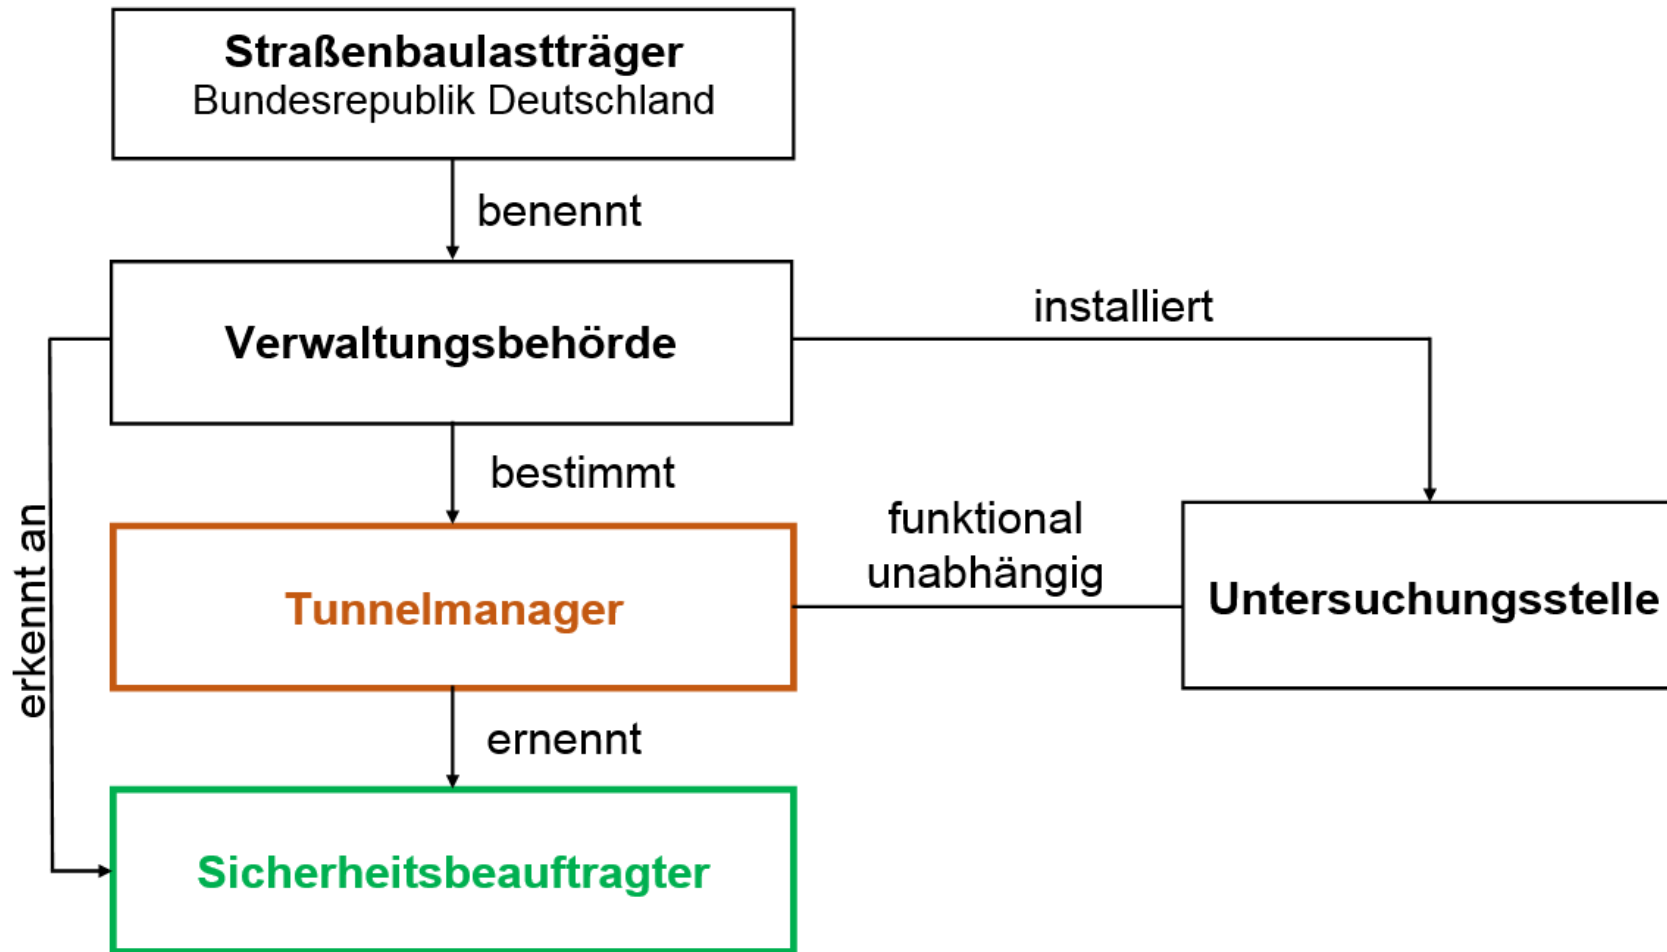 Straßenbaulastträger
Bundesrepublik Deutschland
benennt
Verwaltungsbehörde
installiert
bestimmt
erkennt an
funktional
unabhängig
Tunnelmanager
Untersuchungsstelle
ernennt
Sicherheitsbeauftragter